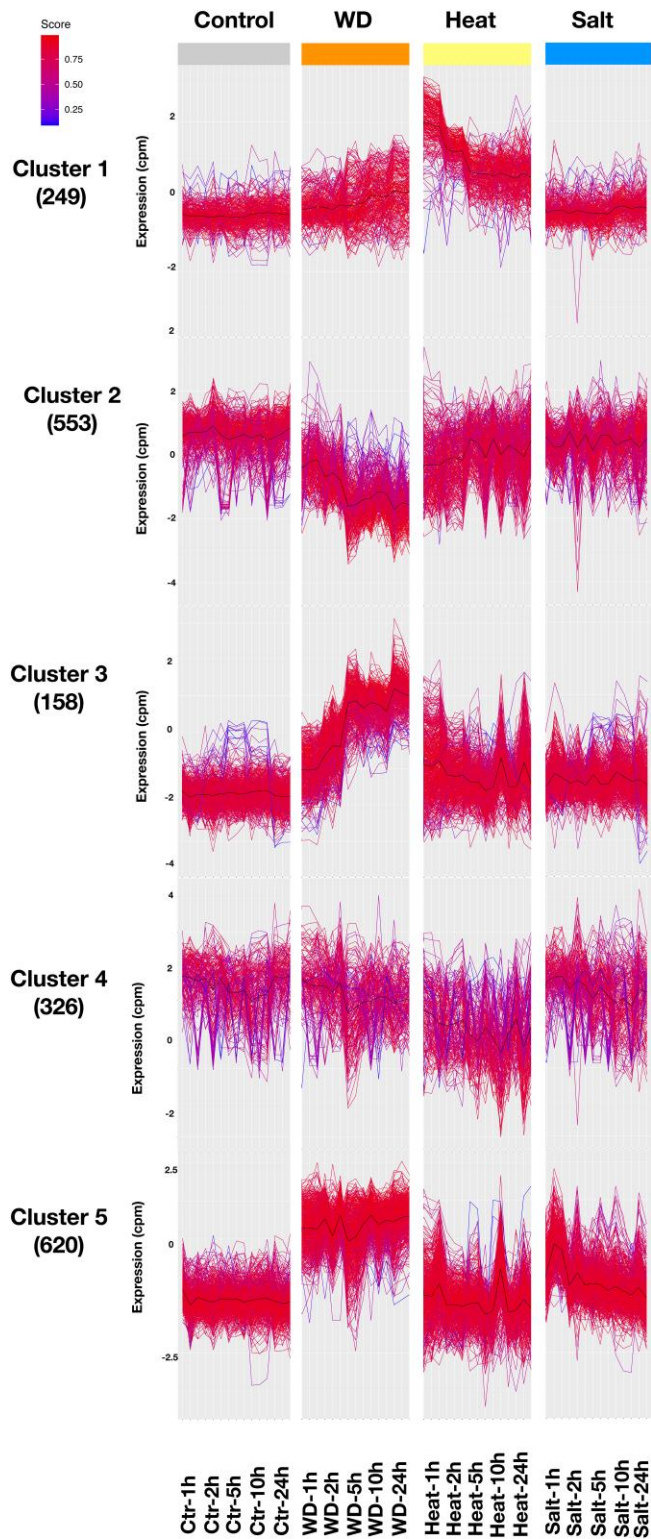 Score
0.75
0.50
0.25
Control WD Heat Salt
Cluster 1
(249)
Expression (cpm)
2
0
-2
2
Cluster 2
(553)
Expression (cpm)
2
0
-2
-4
Cluster 3
(158)
Expression (cpm)
2
0
-2
-4
Cluster 4
(326)
Expression (cpm)
4
2
0
-2
Cluster 5
(620)
Expression (cpm)
2.5
0
-2.5
Ctr-1h
Ctr-2h
Ctr-5h
Ctr-10h
Ctr-24h
WD-1h
WD-2h
WD-5h
WD-10h
WD-24h
Heat-1h
Heat-2h
Heat-5h
Heat-10h
Heat-24h
Salt-1h
Salt-2h
Salt-5h
Salt-10h
Salt-24h